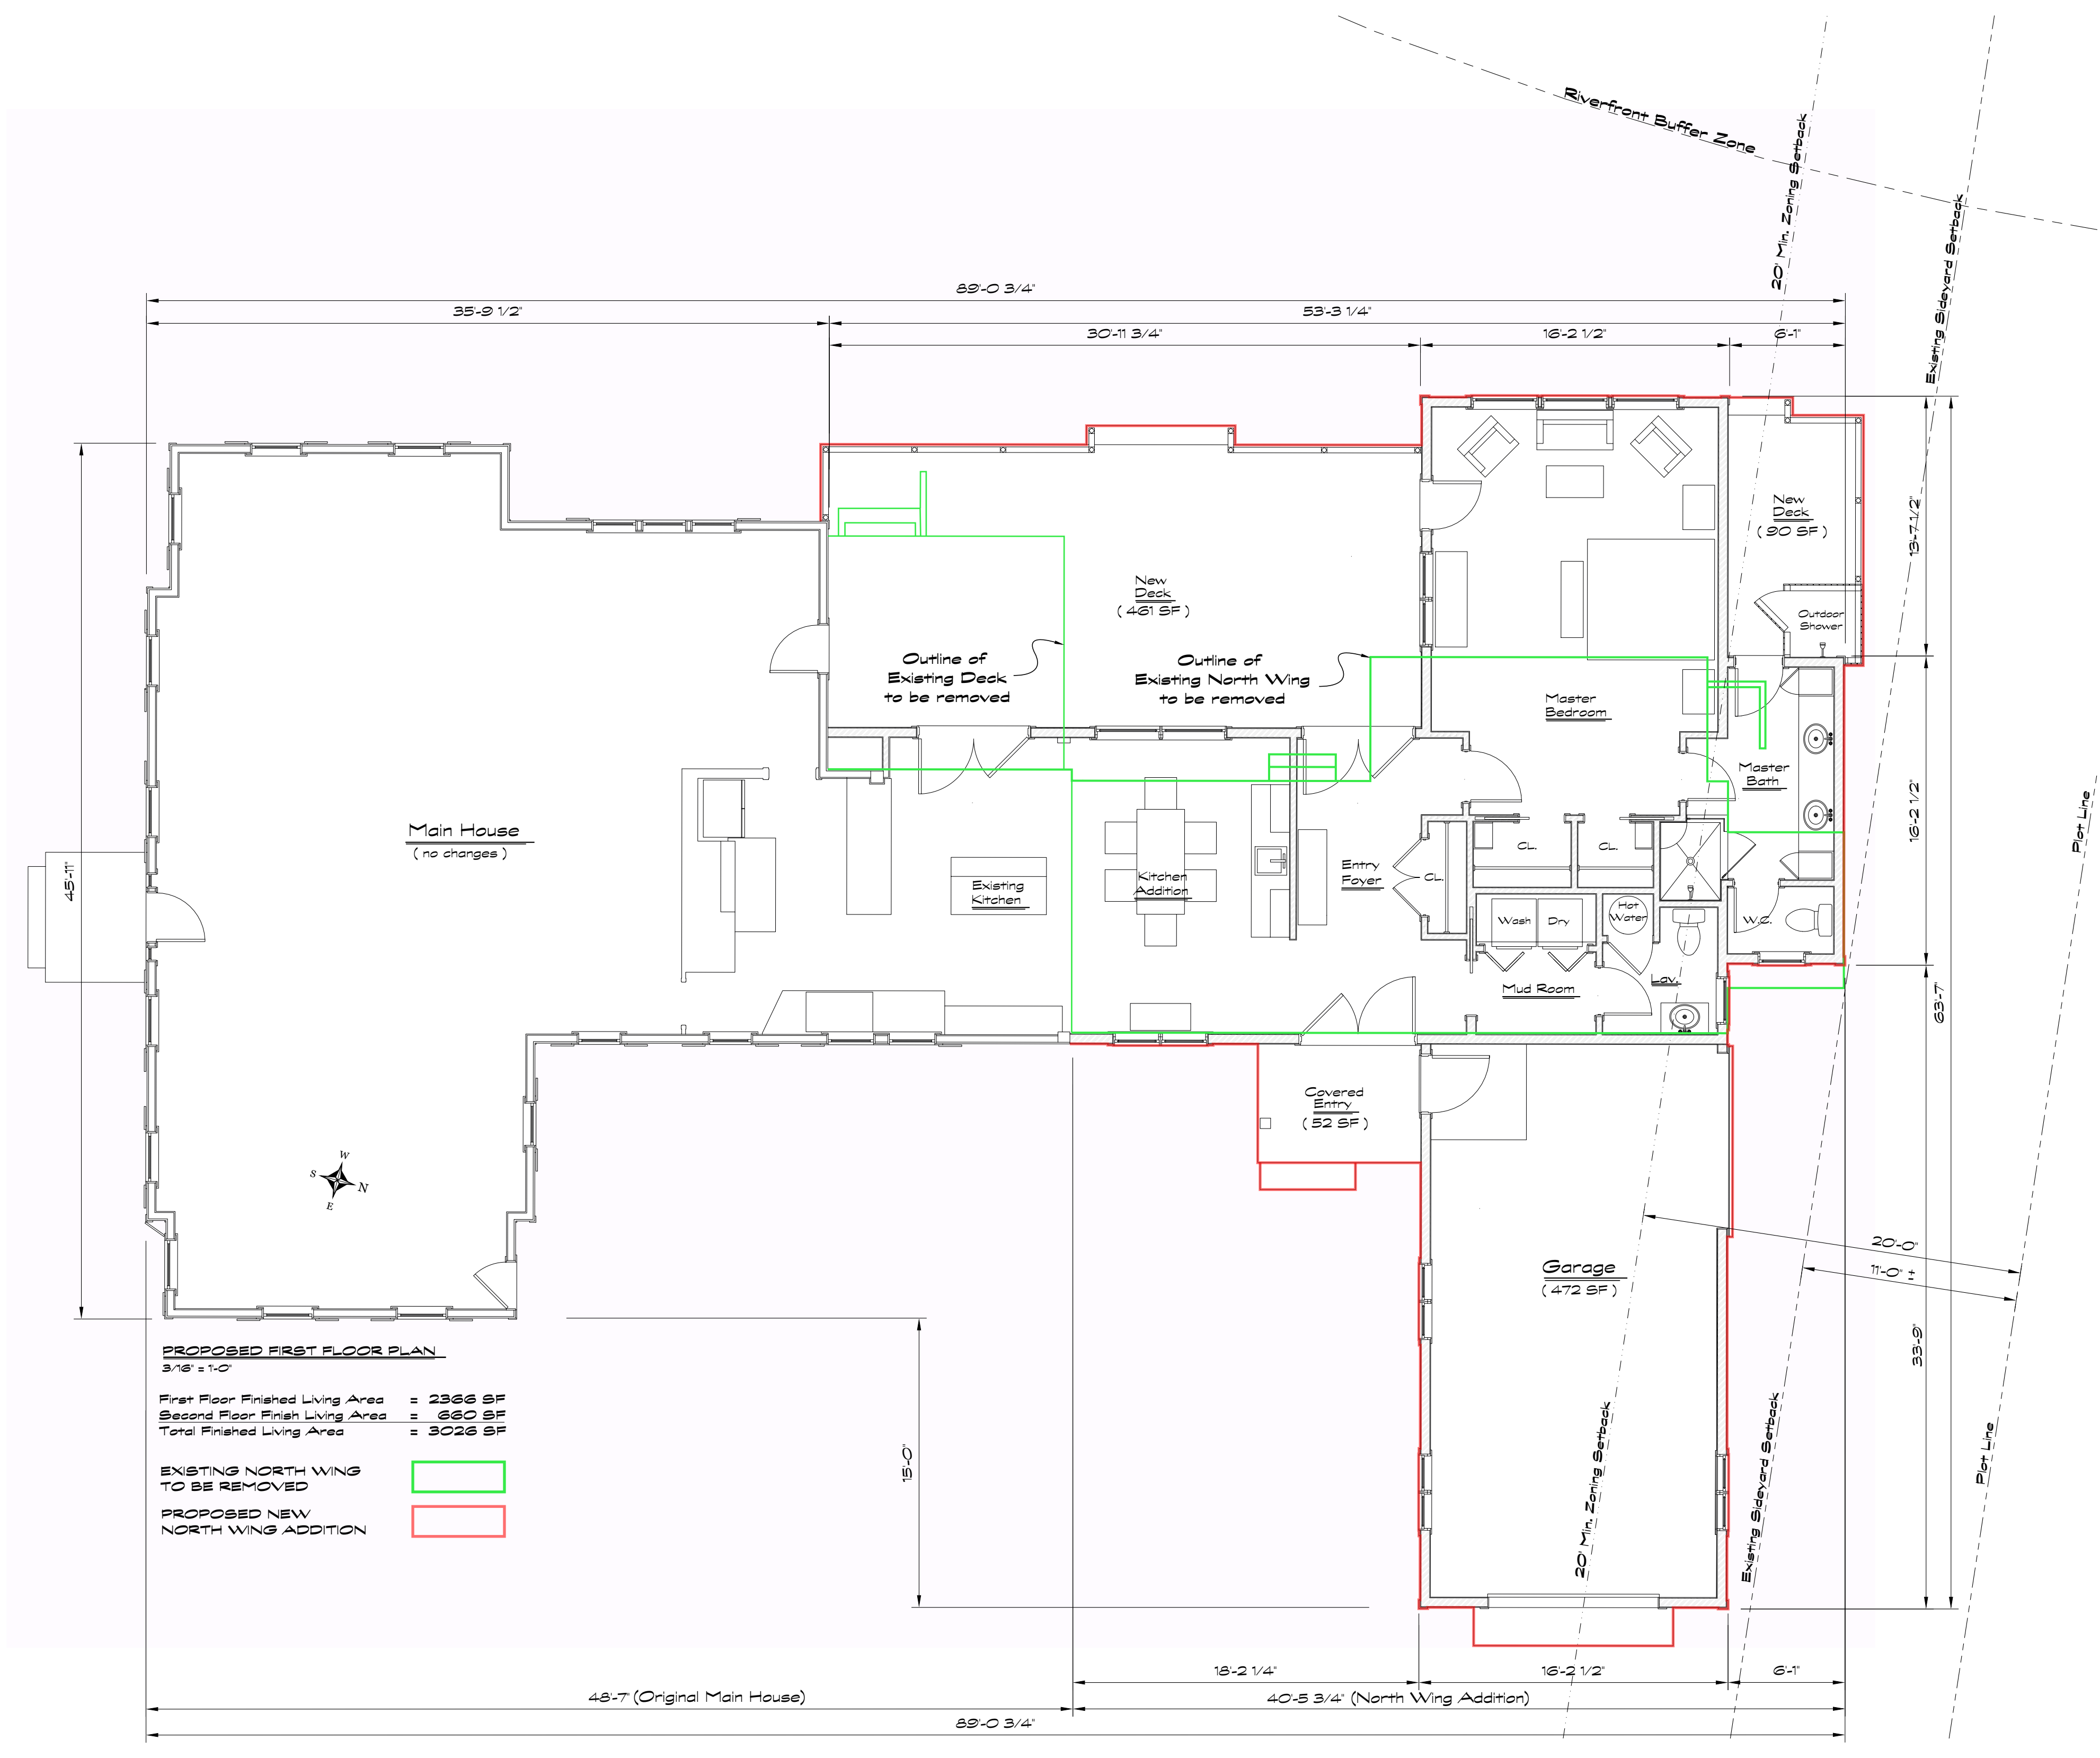 Riverfront Buffer Zone
20' Min. Zoning Setback
Existing Sideyard Setback
89'-0 3/4"
35'-9 1/2"
53'-3 1/4"
30'-11 3/4"
16'-2 1/2"
6'-1"
New
Deck
( 90 SF )
13'-7 1/2"
New
Deck
( 461 SF )
Outdoor
Shower
Outline of
Existing Deck
to be removed
Outline of
Existing North Wing
to be removed
Master
Bedroom
Master
Bath
16'-2 1/2"
Plot Line
Main House
( no changes )
45'-11"
Existing
Kitchen
Kitchen
Addition
Entry
Foyer
CL.
CL.
CL.
Wash
Dry
Hot
Water
W.C.
Lav.
Mud Room
63'-7"
Covered
Entry
( 52 SF )
W
S
N
E
20'-0"
11'-0" ±
Garage
( 472 SF )
33'-9"
PROPOSED FIRST FLOOR PLAN
3/16" = 1'-0"
First Floor Finished Living Area = 2366 SF
Second Floor Finish Living Area = 660 SF
Total Finished Living Area = 3026 SF
EXISTING NORTH WING
TO BE REMOVED
PROPOSED NEW
NORTH WING ADDITION
15'-0"
20' Min. Zoning Setback
Existing Sideyard Setback
Plot Line
18'-2 1/4"
16'-2 1/2"
6'-1"
48'-7" (Original Main House)
40'-5 3/4" (North Wing Addition)
89'-0 3/4"